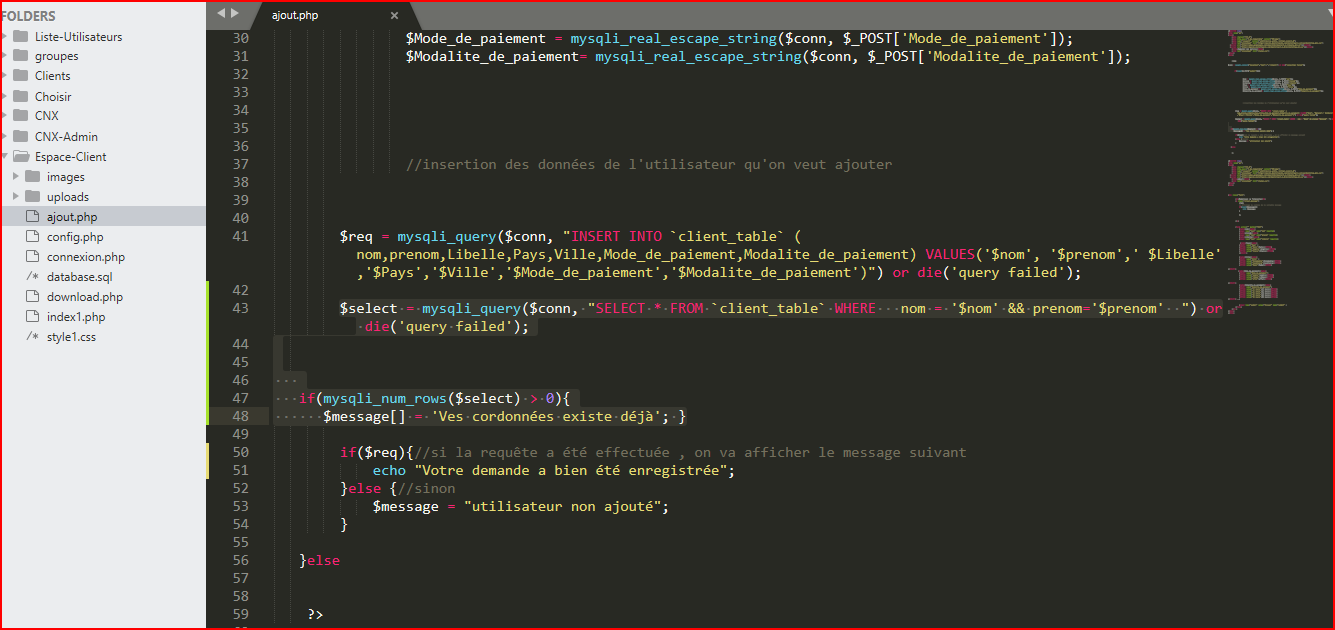 FOLDERS
Liste-Utilisateurs
groupes
Clients
Choisir
CNX
CNX-Admin
Espace-Client
images
uploads
ajout.php
config.php
connexion.php
/* database.sql
download.php
index1.php
/* style1.css
ajout.php ×
30 $Mode_de_paiement = mysqli_real_escape_string($conn, $_POST['Mode_de_paiement']);
31 $Modalite_de_paiement= mysqli_real_escape_string($conn, $_POST['Modalite_de_paiement']);
32
33
34
35
36
37 //insertion des données de l'utilisateur qu'on veut ajouter
38
39
40
41 $req = mysqli_query($conn, "INSERT INTO `client_table` (
nom,prenom,Libelle,Pays,Ville,Mode_de_paiement,Modalite_de_paiement) VALUES('$nom', '$prenom',' $Libelle'
,'$Pays','$Ville','$Mode_de_paiement','$Modalite_de_paiement')") or die('query failed');
42
43 $select = mysqli_query($conn, "SELECT * FROM `client_table` WHERE   nom = '$nom' && prenom='$prenom'  ") or
die('query failed');
44
45
46
47 if(mysqli_num_rows($select) > 0){
48 $message[] = 'Ves cordonnées existe déjà'; }
49
50 if($req){//si la requête a été effectuée , on va afficher le message suivant
51 echo "Votre demande a bien été enregistrée";
52 }else {//sinon
53 $message = "utilisateur non ajouté";
54 }
55
56 }else
57
58
59 ?>